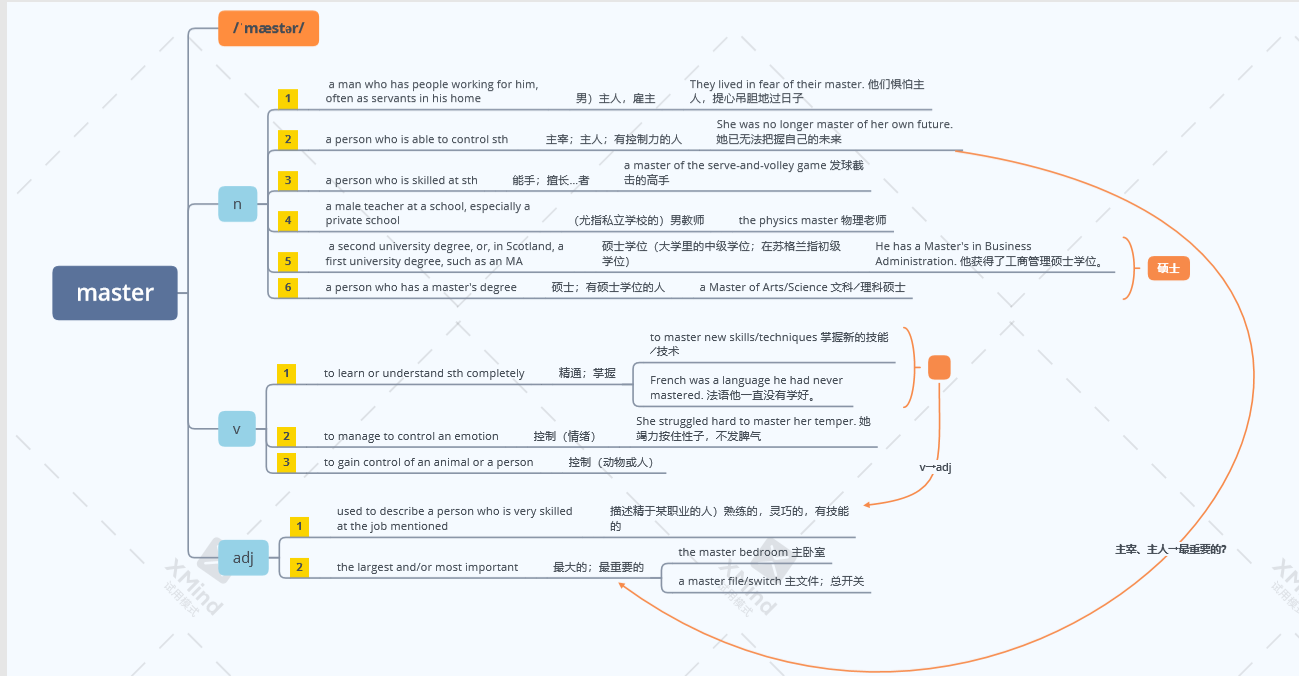 master
/ˈmæstər/
n
1
a man who has people working for him,
often as servants in his home
男）主人，雇主
They lived in fear of their master. 他们惧怕主
人，提心吊胆地过日子
2
a person who is able to control sth
主宰；主人；有控制力的人
She was no longer master of her own future.
她已无法把握自己的未来
3
a person who is skilled at sth
能手；擅长...者
a master of the serve-and-volley game 发球截
击的高手
4
a male teacher at a school, especially a
private school
（尤指私立学校的）男教师
the physics master 物理老师
5
a second university degree, or, in Scotland, a
first university degree, such as an MA
硕士学位（大学里的中级学位；在苏格兰指初级
学位）
He has a Master's in Business
Administration. 他获得了工商管理硕士学位。
6
a person who has a master's degree
硕士；有硕士学位的人
a Master of Arts/Science 文科/理科硕士
硕士
v
1
to learn or understand sth completely
精通；掌握
to master new skills/techniques 掌握新的技能
/技术
French was a language he had never
mastered. 法语他一直没有学好。
2
to manage to control an emotion
控制（情绪）
She struggled hard to master her temper. 她
竭力按住性子，不发脾气
3
to gain control of an animal or a person
控制（动物或人）
v→adj
adj
1
used to describe a person who is very skilled
at the job mentioned
描述精于某职业的人）熟练的，灵巧的，有技能
的
2
the largest and/or most important
最大的；最重要的
the master bedroom 主卧室
a master file/switch 主文件；总开关
主宰、主人→最重要的?
XMind
试用模式
XMind
试用模式